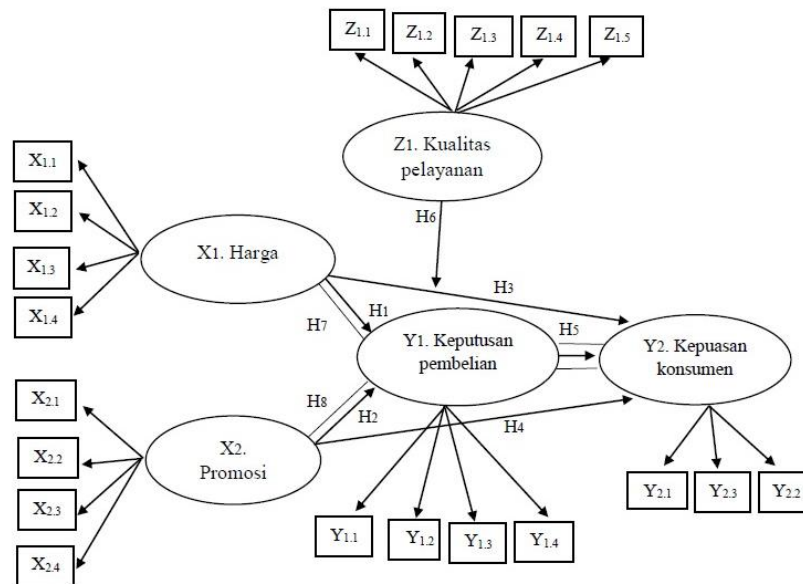 Z1.1
Z1.2
Z1.3
Z1.4
Z1.5
Z1. Kualitas
pelayanan
H6
X1.1
X1.2
X1.3
X1.4
X1. Harga
H3
H1
H7
Y1. Keputusan
pembelian
H5
Y2. Kepuasan
konsumen
X2.1
X2.2
X2.3
X2.4
X2.
Promosi
H8
H2
H4
Y1.1
Y1.2
Y1.3
Y1.4
Y2.1
Y2.3
Y2.2